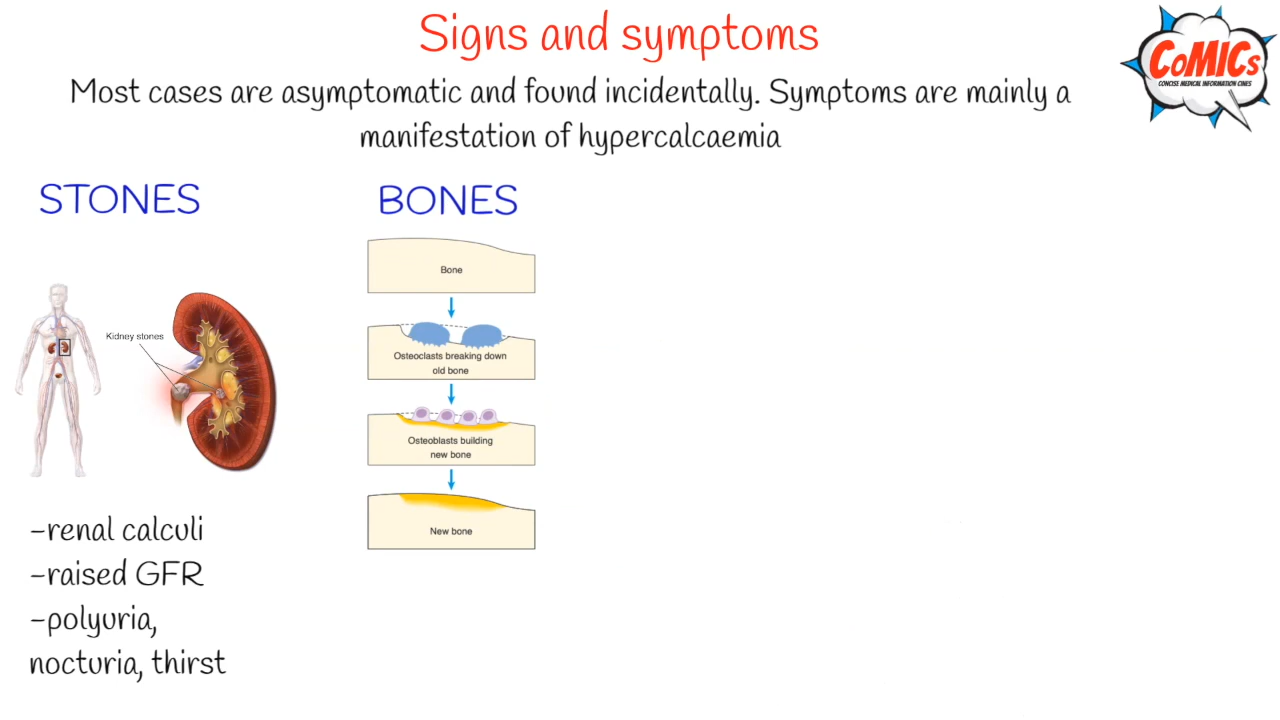 Signs and symptoms
CoMICs
CONCISE MEDICAL INFORMATION CINES
Most cases are asymptomatic and found incidentally. Symptoms are mainly a
manifestation of hypercalcaemia
STONES
Kidney stones
-renal calculi
-raised GFR
-polyuria,
nocturia, thirst
BONES
Bone
Osteoclasts breaking down
old bone
Osteoblasts building
new bone
New bone